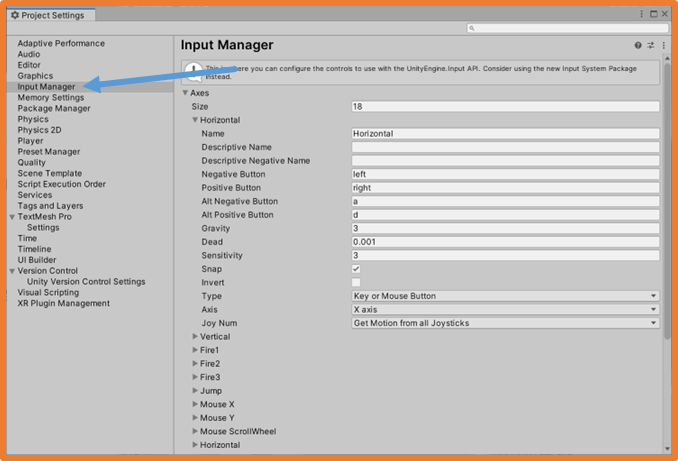 Project Settings
Adaptive Performance
Audio
Editor
Graphics
Input Manager
Memory Settings
Package Manager
Physics
Physics 2D
Player
Preset Manager
Quality
Scene Template
Script Execution Order
Services
Tags and Layers
TextMesh Pro
Settings
Time
Timeline
UI Builder
Version Control
Unity Version Control Settings
Visual Scripting
XR Plugin Management
Input Manager
This is where you can configure the controls to use with the UnityEngine.Input API. Consider using the new Input System Package
instead.
Axes
Size 18
Horizontal
Name Horizontal
Descriptive Name
Descriptive Negative Name
Negative Button left
Positive Button right
Alt Negative Button a
Alt Positive Button d
Gravity 3
Dead 0.001
Sensitivity 3
Snap
Invert
Type Key or Mouse Button
Axis X axis
Joy Num Get Motion from all Joysticks
Vertical
Fire1
Fire2
Fire3
Jump
Mouse X
Mouse Y
Mouse ScrollWheel
Horizontal